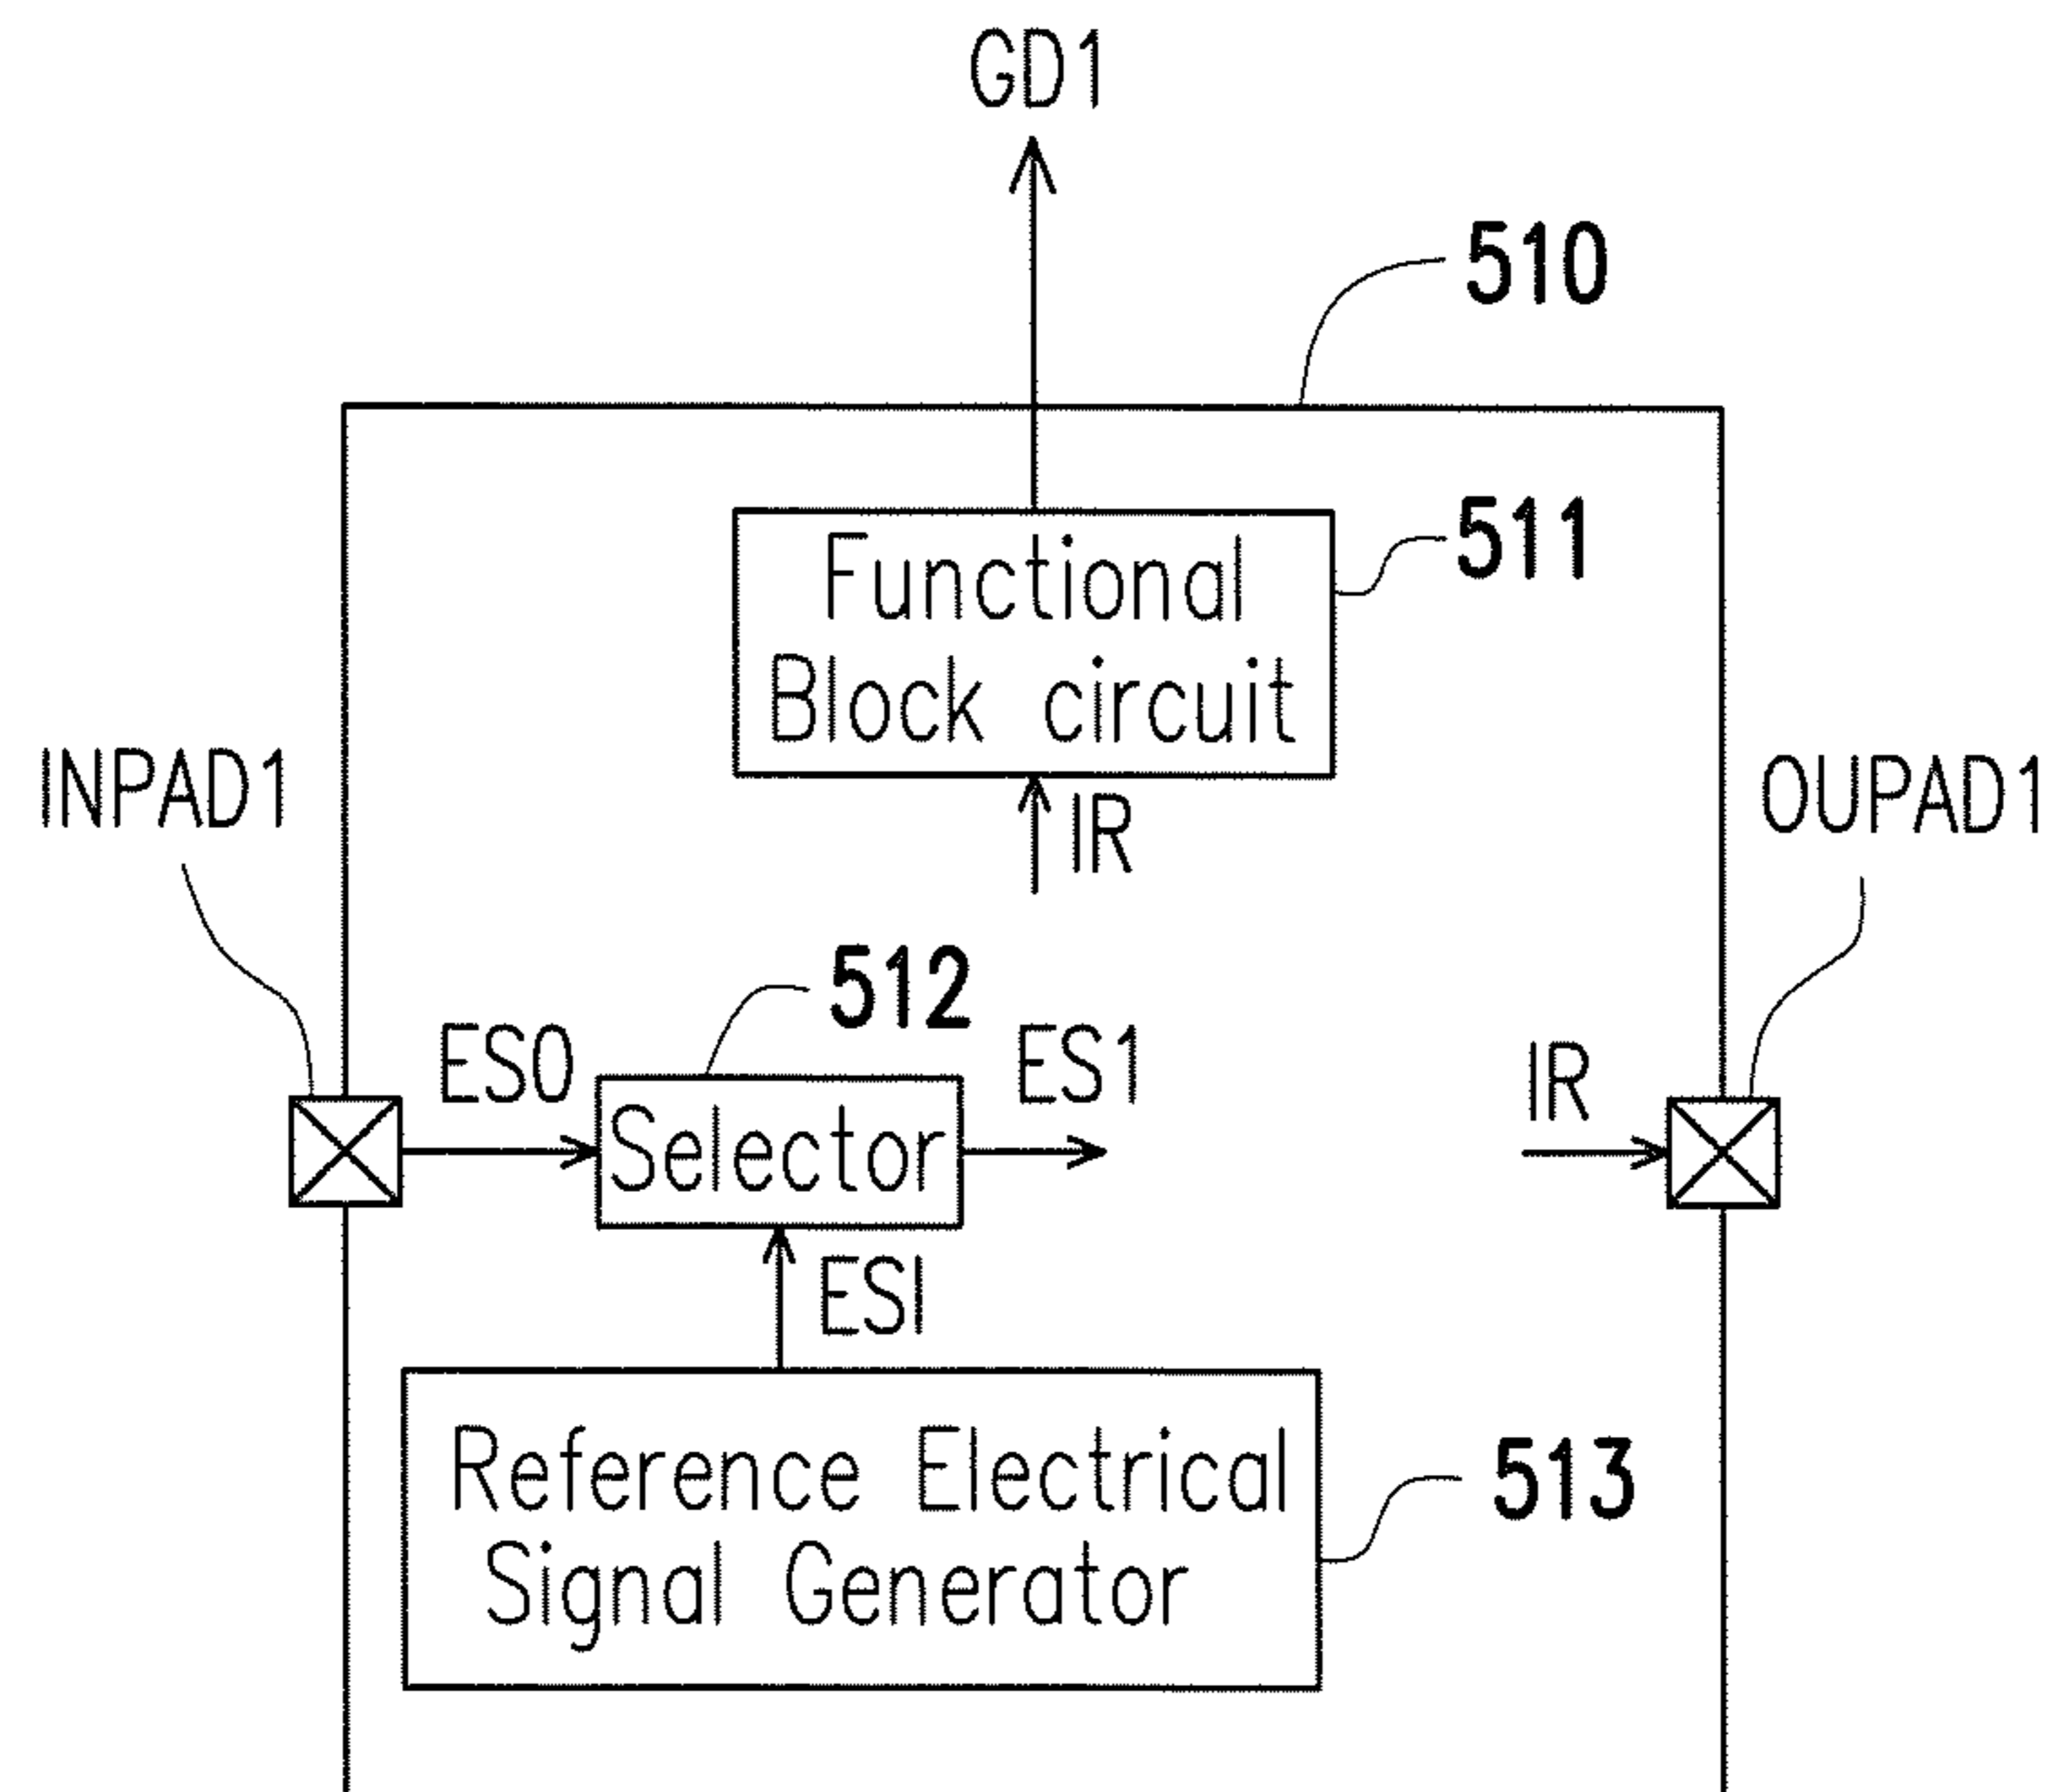 GD1
510
511
Functional
Block circuit
INPAD1
OUPAD1
IR
512
ES0
ES1
IR
Selector
ESI
Reference Electrical
Signal Generator
513